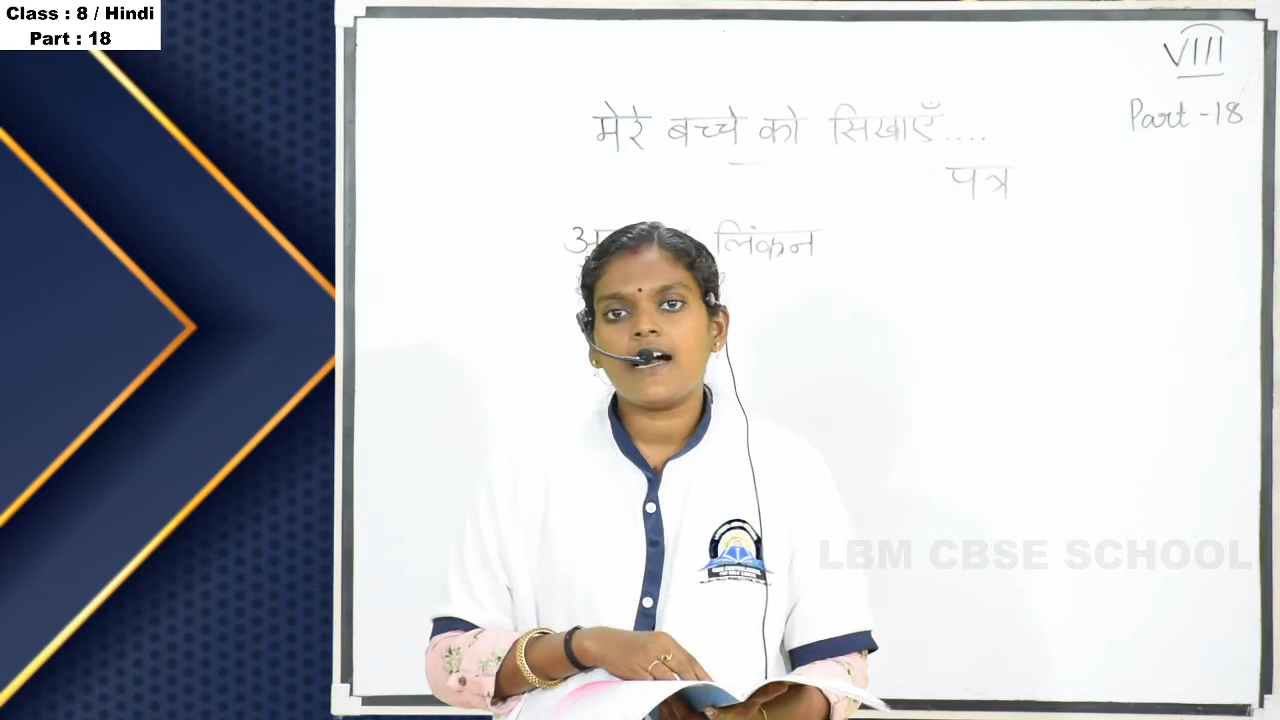 Class : 8 / Hindi
Part : 18
VIII
Part - 18
मेरे बच्चे को सिखाएँ....
पत्र
लिंकन
LBM CBSE SCHOOL